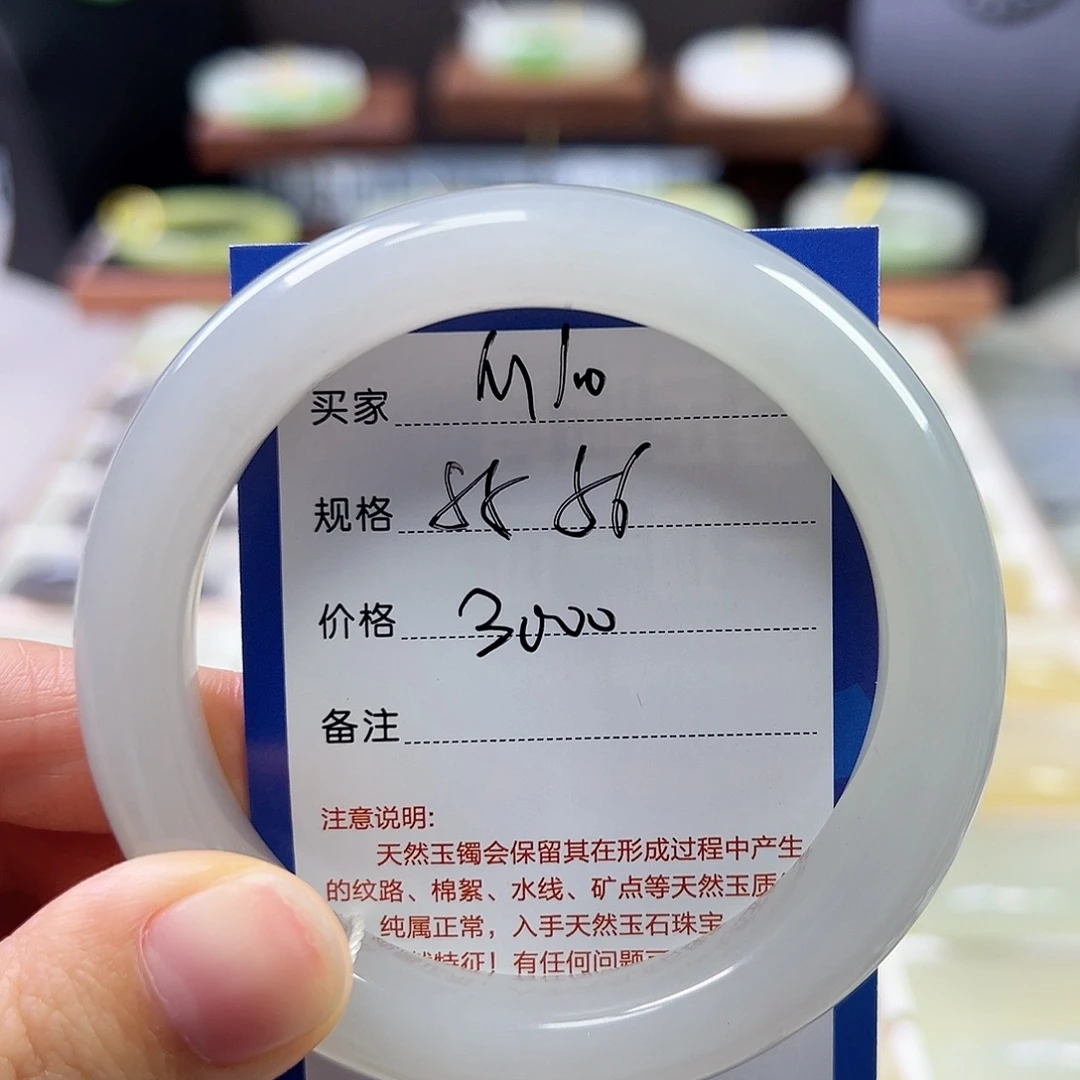 买家 M10
规格
价格 3000
备注
注意说明:
天然玉镯会保留其在形成过程中产生
的纹路、棉絮、水线、矿点等天然玉质
纯属正常，入手天然玉石珠宝
特征！有任何问题